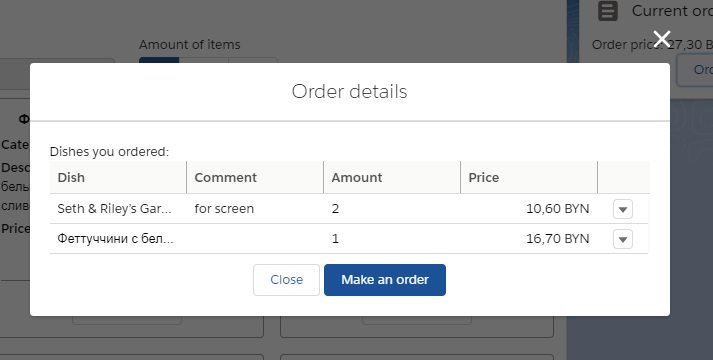 Current ord
Amount of items
Order price: 27,30 B
Ord
Order details
Ф
Cate
Dishes you ordered:
Desc
Dish Comment Amount Price
бель
слив
Seth & Riley's Gar... for screen 2 10,60 BYN
Price
Феттуччини с бел... 1 16,70 BYN
Close Make an order